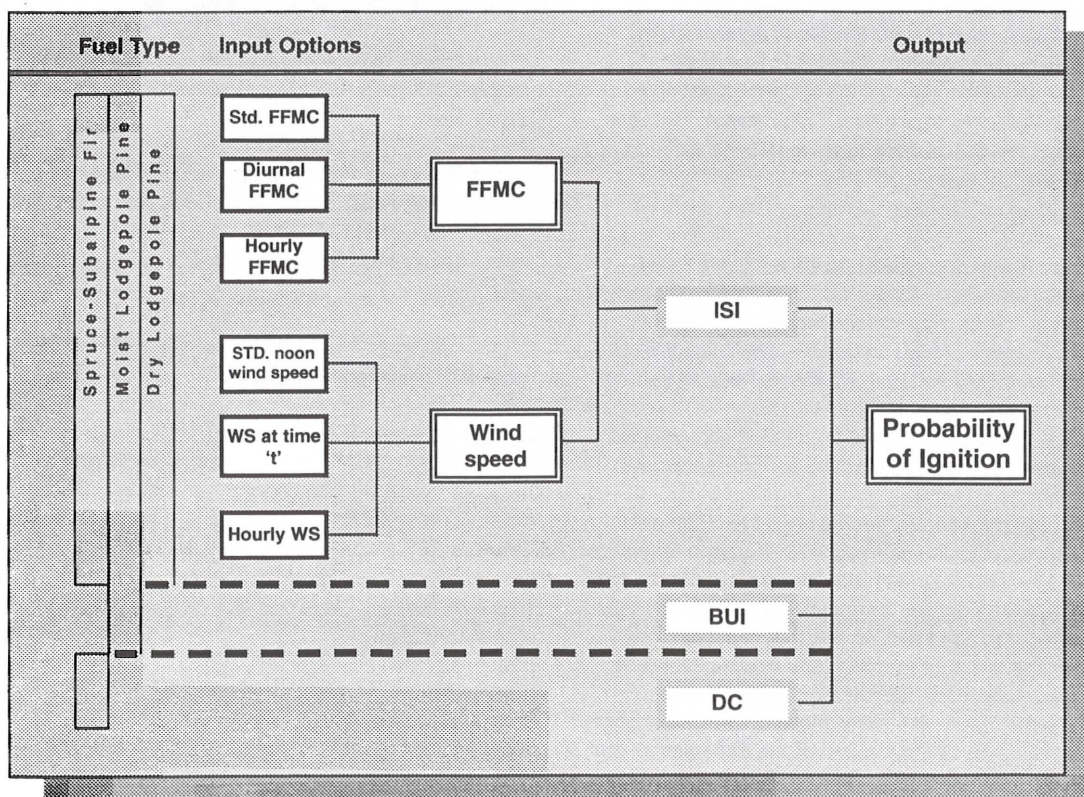 Fuel Type Input Options Output
Spruce-Subalpine Fir
Moist Lodgepole Pine
Dry Lodgepole Pine
Std. FFMC
Diurnal
FFMC
Hourly
FFMC
FFMC
STD. noon
wind speed
WS at time
‘t’
Hourly WS
Wind
speed
ISI
BUI
DC
Probability
of Ignition